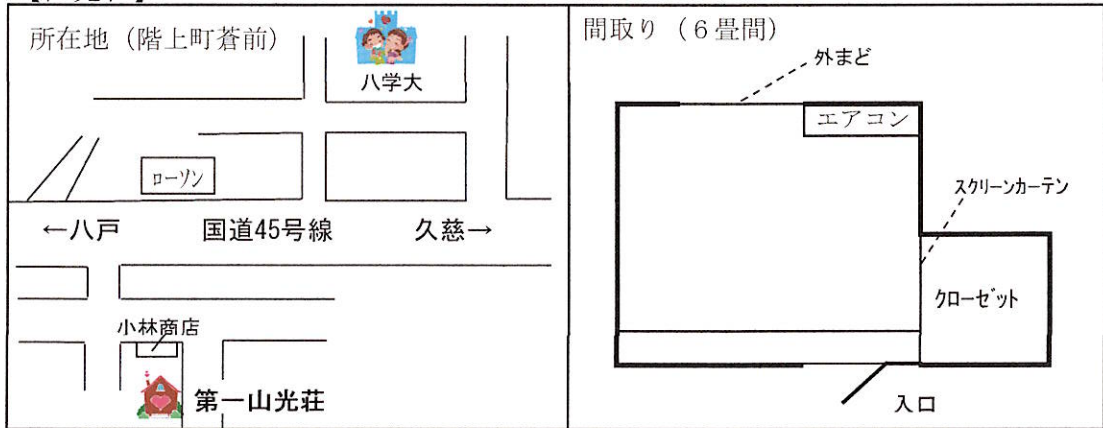 所在地（階上町蒼前）
八学大
ローソン
←八戸　国道45号線　久慈→
小林商店
第一山光荘
間取り（６畳間）
外まど
エアコン
スクリーンカーテン
クローゼット
入口